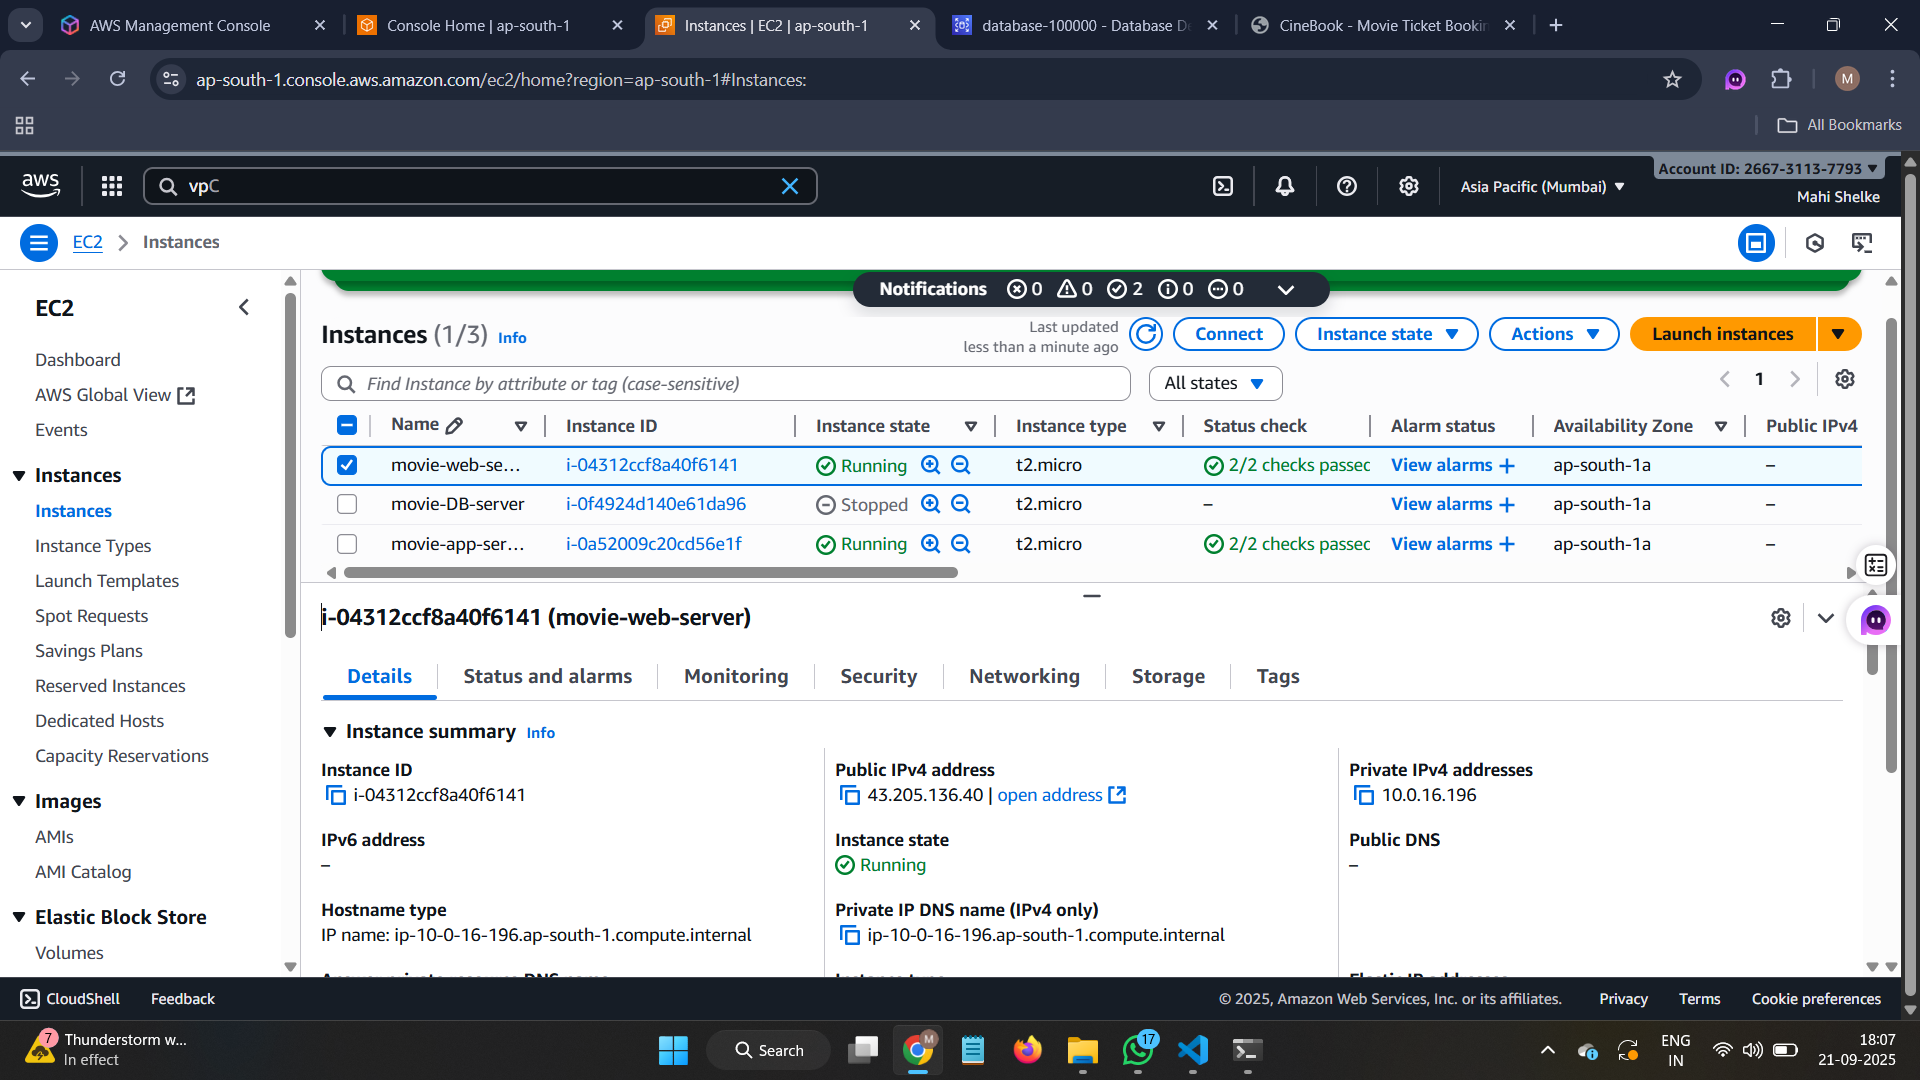 AWS Management Console
Console Home | ap-south-1
Instances | EC2 | ap-south-1
database-100000 - Database De
CineBook - Movie Ticket Bookin
ap-south-1.console.aws.amazon.com/ec2/home?region=ap-south-1#Instances:
M
All Bookmarks
aws
vpC
Asia Pacific (Mumbai)
Account ID: 2667-3113-7793
Mahi Shelke
EC2
Instances
EC2
Dashboard
AWS Global View
Events
Instances
Instances
Instance Types
Launch Templates
Spot Requests
Savings Plans
Reserved Instances
Dedicated Hosts
Capacity Reservations
Images
AMIs
AMI Catalog
Elastic Block Store
Volumes
Notifications 0 0 2 0 0
Instances (1/3) Info
Last updated
less than a minute ago
Connect
Instance state
Actions
Launch instances
Find Instance by attribute or tag (case-sensitive)
All states
1
Name Instance ID Instance state Instance type Status check Alarm status Availability Zone Public IPv4
movie-web-se... i-04312ccf8a40f6141 Running t2.micro 2/2 checks passed View alarms + ap-south-1a –
movie-DB-server i-0f4924d140e61da96 Stopped t2.micro – View alarms + ap-south-1a –
movie-app-ser... i-0a52009c20cd56e1f Running t2.micro 2/2 checks passed View alarms + ap-south-1a –
i-04312ccf8a40f6141 (movie-web-server)
Details Status and alarms Monitoring Security Networking Storage Tags
Instance summary Info
Instance ID
i-04312ccf8a40f6141
Public IPv4 address
43.205.136.40 | open address
Private IPv4 addresses
10.0.16.196
IPv6 address
–
Instance state
Running
Public DNS
–
Hostname type
IP name: ip-10-0-16-196.ap-south-1.compute.internal
Private IP DNS name (IPv4 only)
ip-10-0-16-196.ap-south-1.compute.internal
CloudShell Feedback
© 2025, Amazon Web Services, Inc. or its affiliates. Privacy Terms Cookie preferences
7
Thunderstorm w...
In effect
Search
M
17
ENG
IN
18:07
21-09-2025